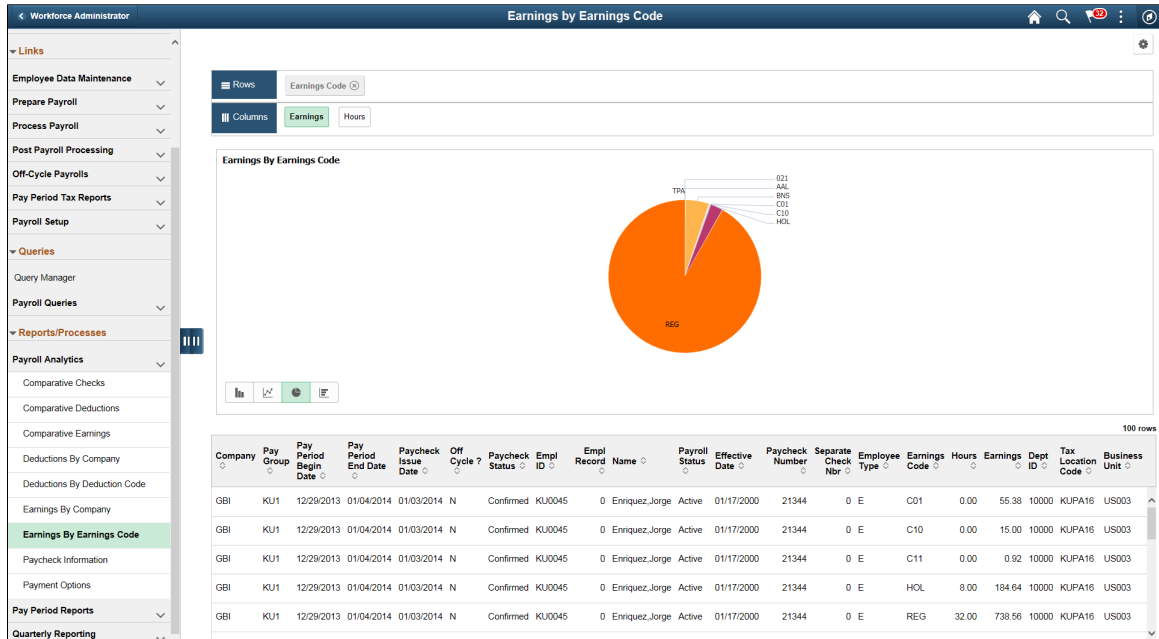 Workforce Administrator
Earnings by Earnings Code
32
Links
Employee Data Maintenance
Prepare Payroll
Process Payroll
Post Payroll Processing
Off-Cycle Payrolls
Pay Period Tax Reports
Payroll Setup
Queries
Query Manager
Payroll Queries
Reports/Processes
Payroll Analytics
Comparative Checks
Comparative Deductions
Comparative Earnings
Deductions By Company
Deductions By Deduction Code
Earnings By Company
Earnings By Earnings Code
Paycheck Information
Payment Options
Pay Period Reports
Quarterly Reporting
Rows Earnings Code
Columns Earnings Hours
Earnings By Earnings Code
TPA
021
AAL
BNS
C01
C10
HOL
REG
100 rows
Company Pay Group Pay Period Begin Date Pay Period End Date Paycheck Issue Date Off Cycle ? Paycheck Status Empl ID Empl Record Name Payroll Status Effective Date Paycheck Number Separate Check Nbr Employee Type Earnings Code Hours Earnings Dept ID Tax Location Code Business Unit
GBI KU1 12/29/2013 01/04/2014 01/03/2014 N Confirmed KU0045 0 Enriquez,Jorge Active 01/17/2000 21344 0 E C01 0.00 55.38 10000 KUPA16 US003
GBI KU1 12/29/2013 01/04/2014 01/03/2014 N Confirmed KU0045 0 Enriquez,Jorge Active 01/17/2000 21344 0 E C10 0.00 15.00 10000 KUPA16 US003
GBI KU1 12/29/2013 01/04/2014 01/03/2014 N Confirmed KU0045 0 Enriquez,Jorge Active 01/17/2000 21344 0 E C11 0.00 0.92 10000 KUPA16 US003
GBI KU1 12/29/2013 01/04/2014 01/03/2014 N Confirmed KU0045 0 Enriquez,Jorge Active 01/17/2000 21344 0 E HOL 8.00 184.64 10000 KUPA16 US003
GBI KU1 12/29/2013 01/04/2014 01/03/2014 N Confirmed KU0045 0 Enriquez,Jorge Active 01/17/2000 21344 0 E REG 32.00 738.56 10000 KUPA16 US003